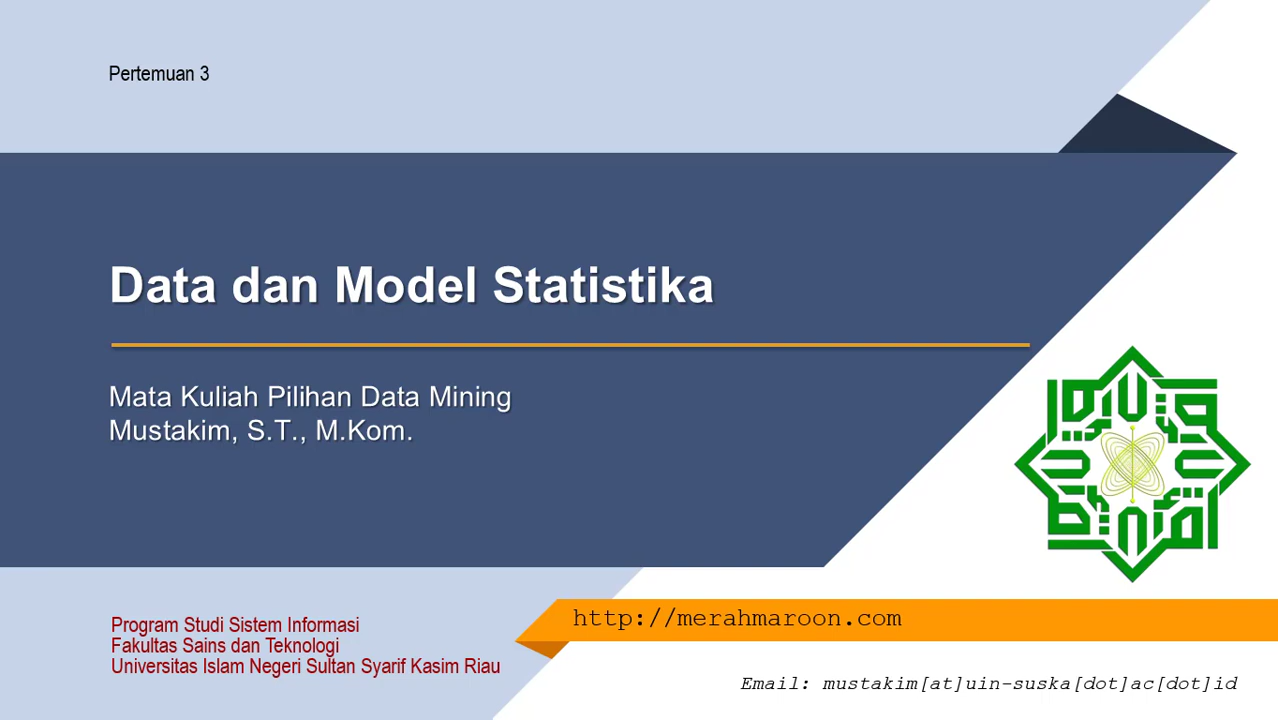 Pertemuan 3
Data dan Model Statistika
Mata Kuliah Pilihan Data Mining
Mustakim, S.T., M.Kom.
Program Studi Sistem Informasi
Fakultas Sains dan Teknologi
Universitas Islam Negeri Sultan Syarif Kasim Riau
http://merahmaroon.com
Email: mustakim[at]uin-suska[dot]ac[dot]id